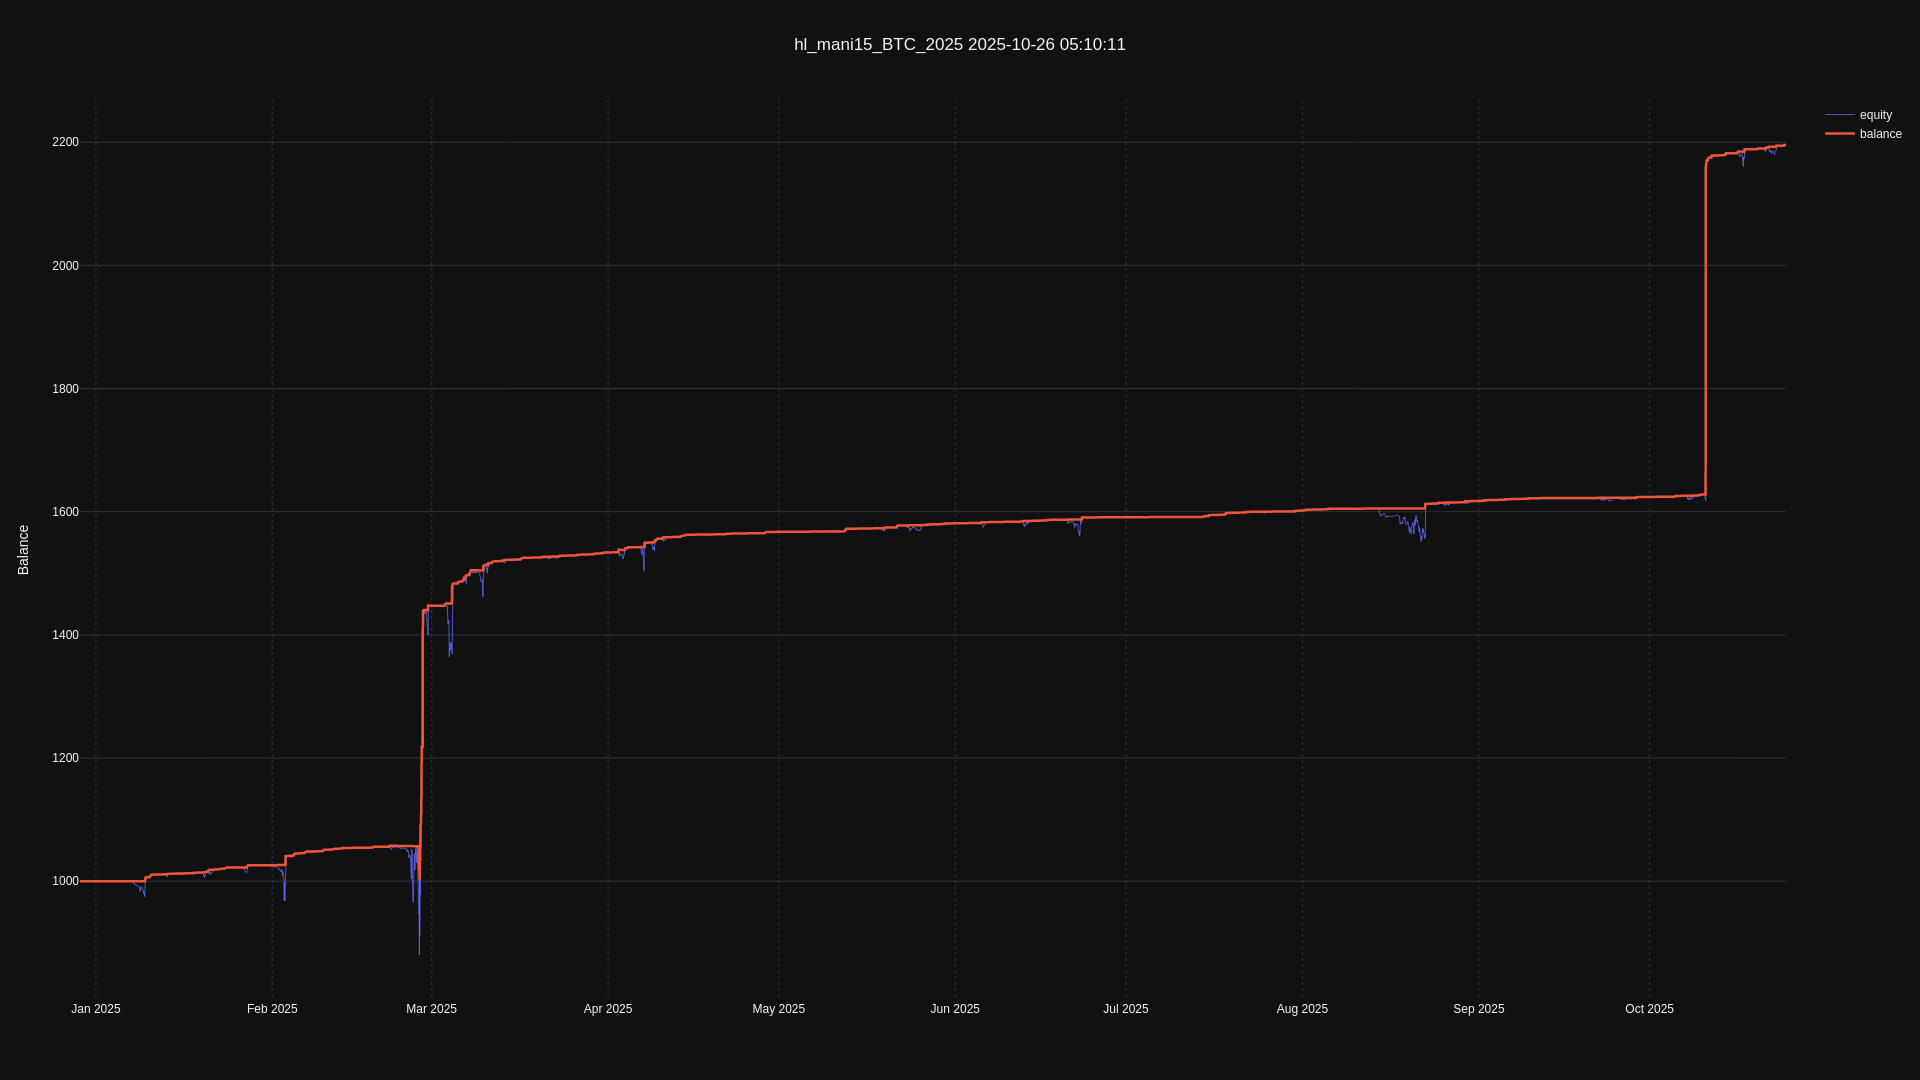 hl_mani15_BTC_2025 2025-10-26 05:10:11
equity
balance
2200
2000
1800
1600
1400
1200
1000
Balance
Jan 2025
Feb 2025
Mar 2025
Apr 2025
May 2025
Jun 2025
Jul 2025
Aug 2025
Sep 2025
Oct 2025